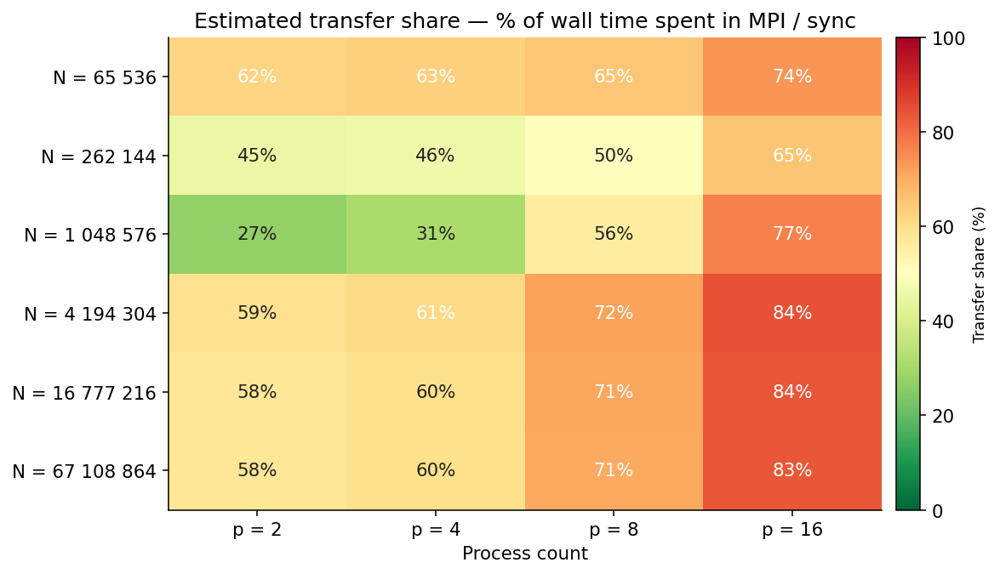 Estimated transfer share — % of wall time spent in MPI / sync
N = 65 536 62% 63% 65% 74%
N = 262 144 45% 46% 50% 65%
N = 1 048 576 27% 31% 56% 77%
N = 4 194 304 59% 61% 72% 84%
N = 16 777 216 58% 60% 71% 84%
N = 67 108 864 58% 60% 71% 83%
p = 2 p = 4 p = 8 p = 16
Process count
100
80
60
40
20
0
Transfer share (%)